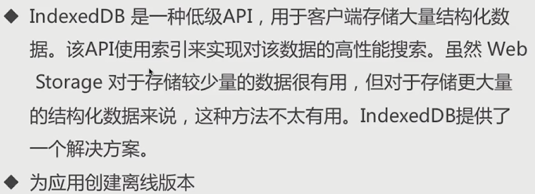 ◆ IndexedDB 是一种低级API，用于客户端存储大量结构化数
据。该API使用索引来实现对该数据的高性能搜索。虽然 Web
Storage 对于存储较少量的数据很有用，但对于存储更大量
的结构化数据来说，这种方法不太有用。IndexedDB提供了
一个解决方案。
◆ 为应用创建离线版本